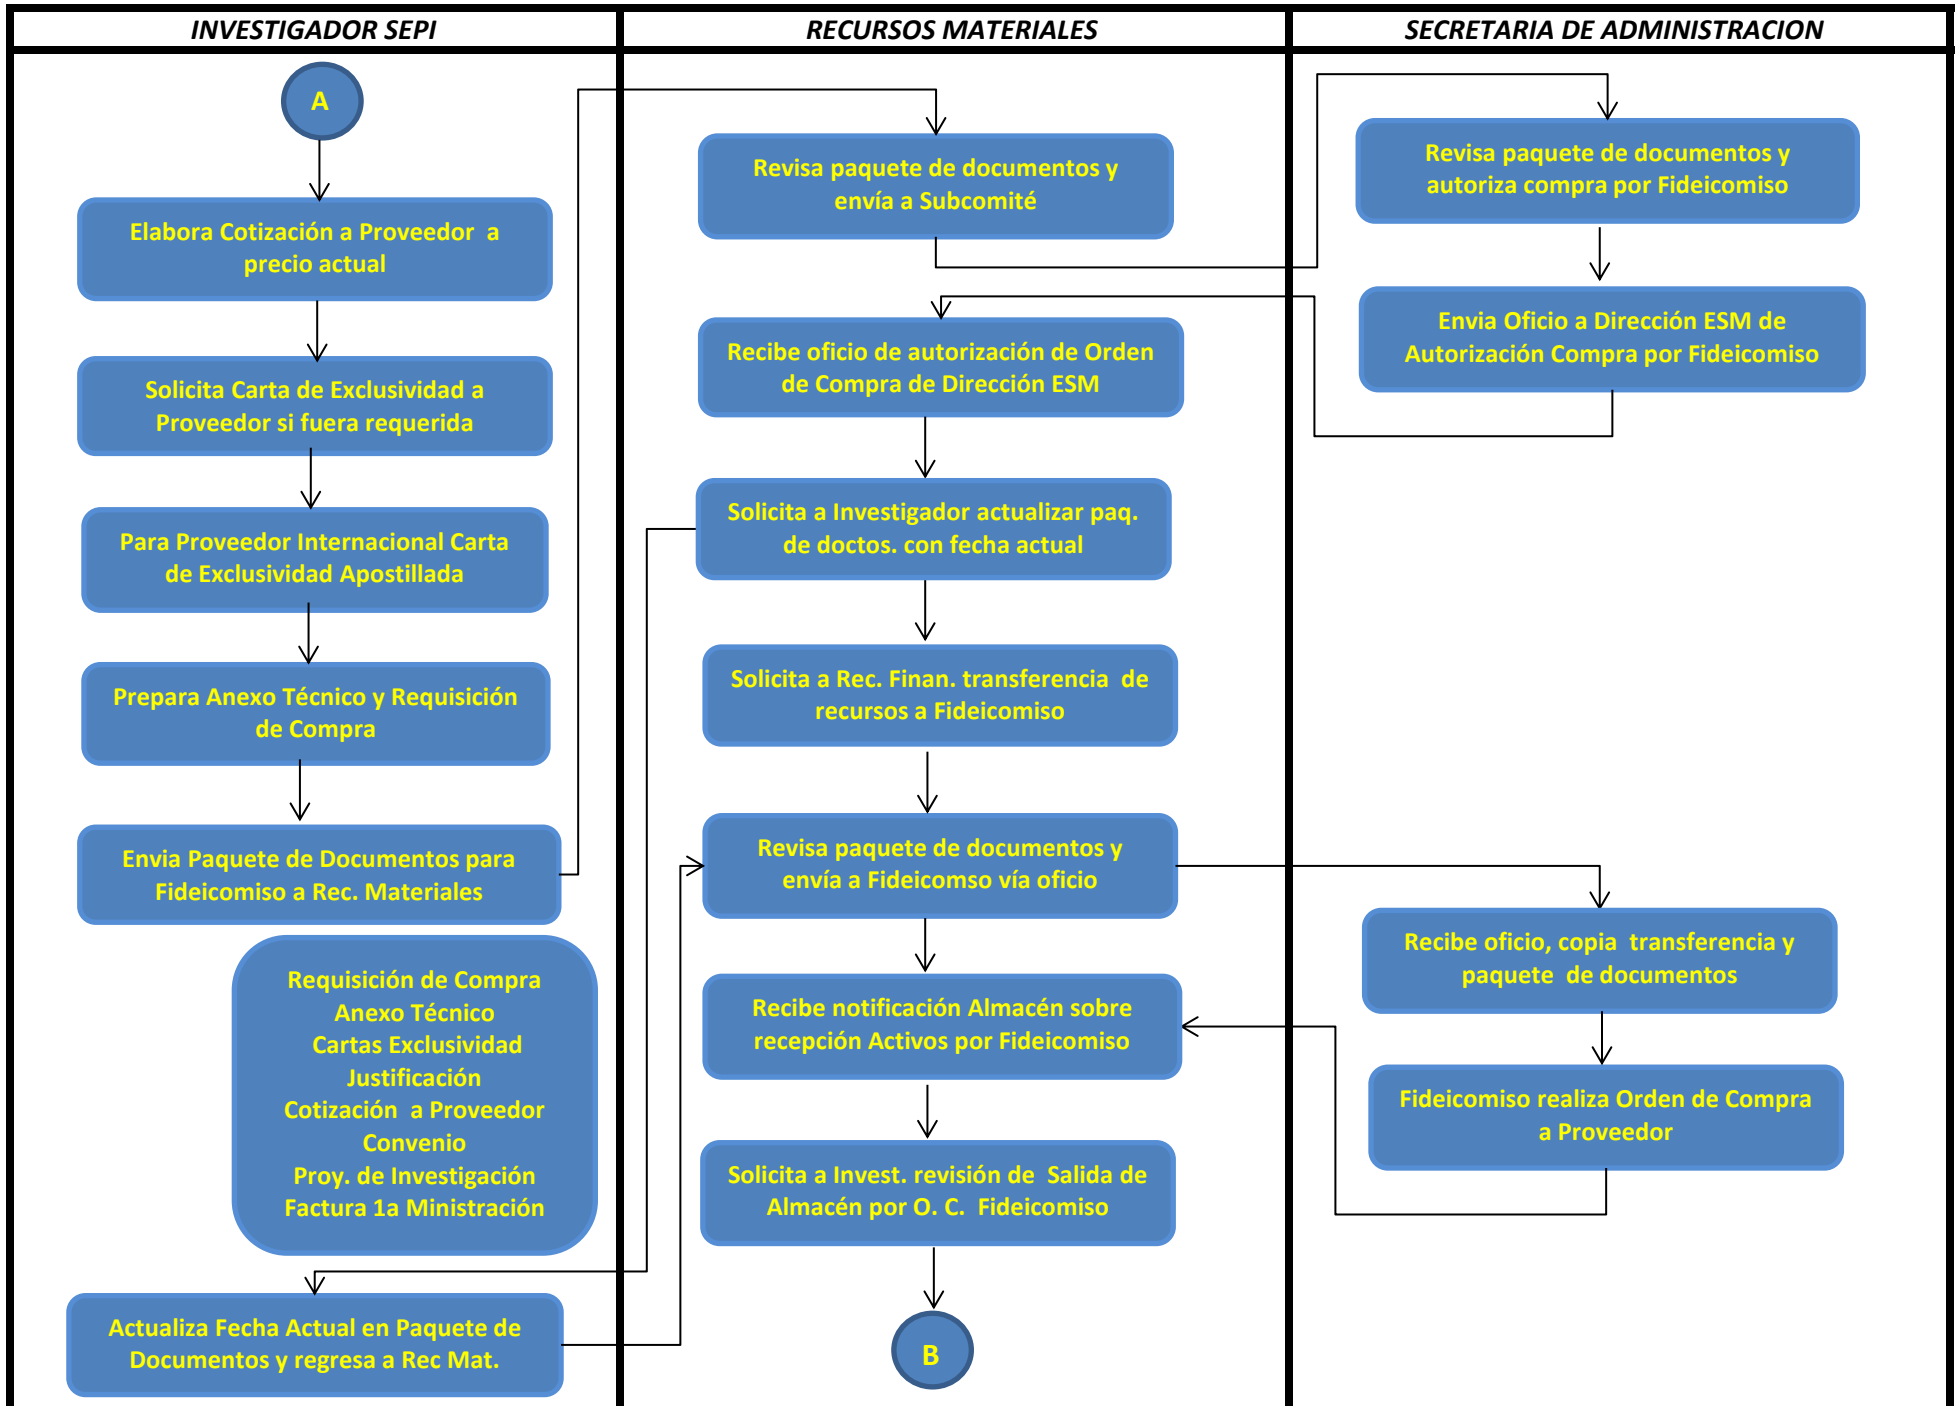 INVESTIGADOR SEPI
RECURSOS MATERIALES
SECRETARIA DE ADMINISTRACION
A
Elabora Cotización a Proveedor a
precio actual
Solicita Carta de Exclusividad a
Proveedor si fuera requerida
Para Proveedor Internacional Carta
de Exclusividad Apostillada
Prepara Anexo Técnico y Requisición
de Compra
Envia Paquete de Documentos para
Fideicomiso a Rec. Materiales
Requisición de Compra
Anexo Técnico
Cartas Exclusividad
Justificación
Cotización a Proveedor
Convenio
Proy. de Investigación
Factura 1a Ministración
Actualiza Fecha Actual en Paquete de
Documentos y regresa a Rec Mat.
Revisa paquete de documentos y
envía a Subcomité
Recibe oficio de autorización de Orden
de Compra de Dirección ESM
Solicita a Investigador actualizar paq.
de doctos. con fecha actual
Solicita a Rec. Finan. transferencia de
recursos a Fideicomiso
Revisa paquete de documentos y
envía a Fideicomso vía oficio
Recibe notificación Almacén sobre
recepción Activos por Fideicomiso
Solicita a Invest. revisión de Salida de
Almacén por O. C. Fideicomiso
B
Revisa paquete de documentos y
autoriza compra por Fideicomiso
Envia Oficio a Dirección ESM de
Autorización Compra por Fideicomiso
Recibe oficio, copia transferencia y
paquete de documentos
Fideicomiso realiza Orden de Compra
a Proveedor